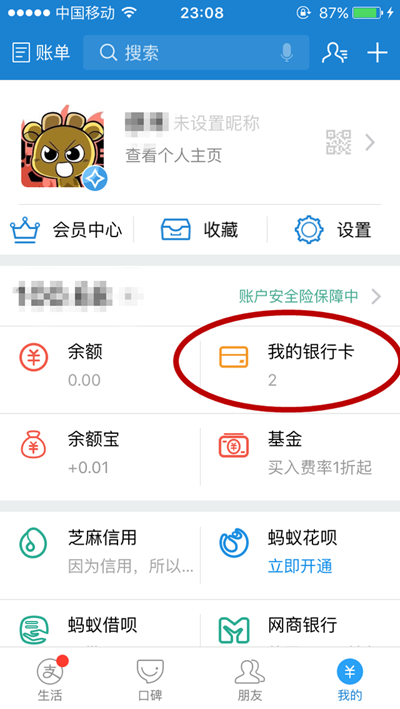 中国移动 23:08 87%
账单 搜索
未设置昵称
查看个人主页
会员中心 收藏 设置
账户安全险保障中
余额 我的银行卡
0.00 2
余额宝 基金
+0.01 买入费率1折起
芝麻信用 蚂蚁花呗
因为信用，所以... 立即开通
蚂蚁借呗 网商银行
生活 口碑 朋友 我的